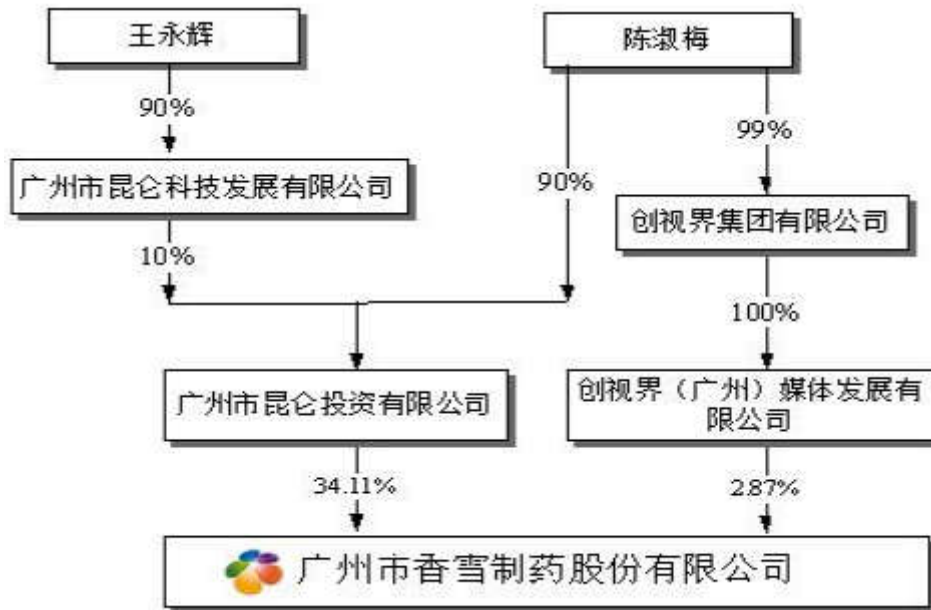 王永辉
陈淑梅
90%
99%
广州市昆仑科技发展有限公司
90%
创视界集团有限公司
10%
100%
广州市昆仑投资有限公司
创视界（广州）媒体发展有
限公司
34.11%
2.87%
广州市香雪制药股份有限公司